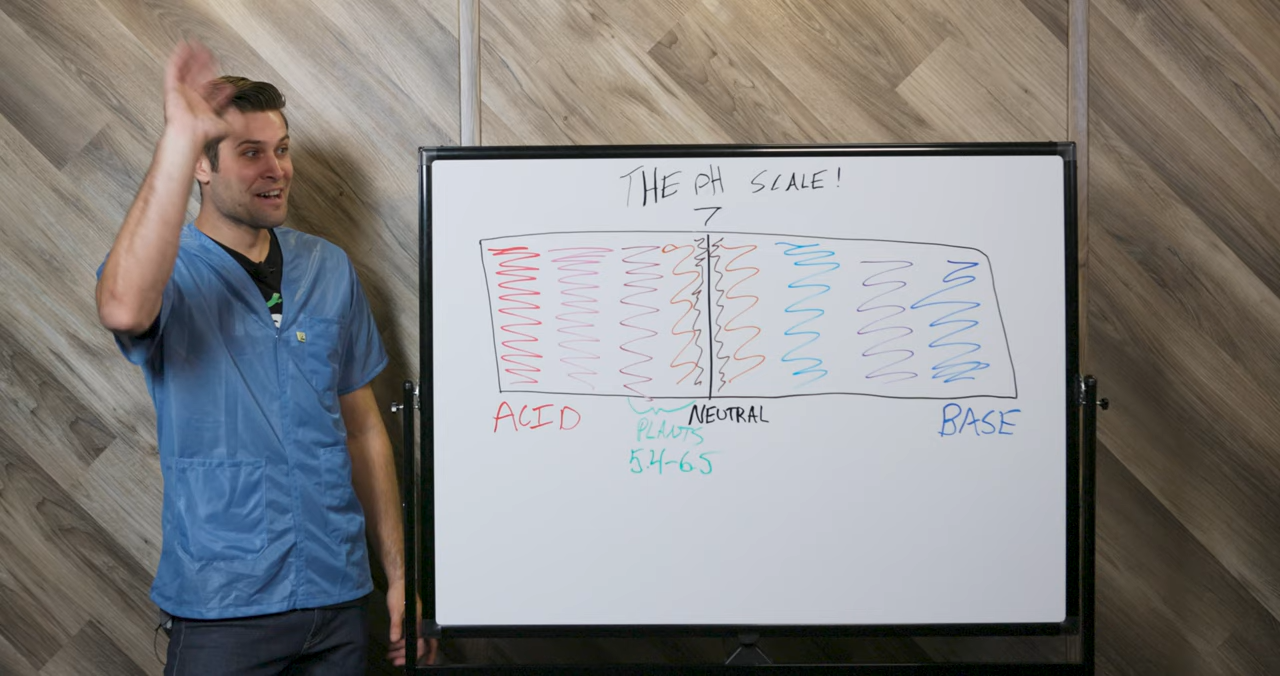 THE PH SCALE!
7
ACID
NEUTRAL
BASE
PLANTS
5.4-6.5